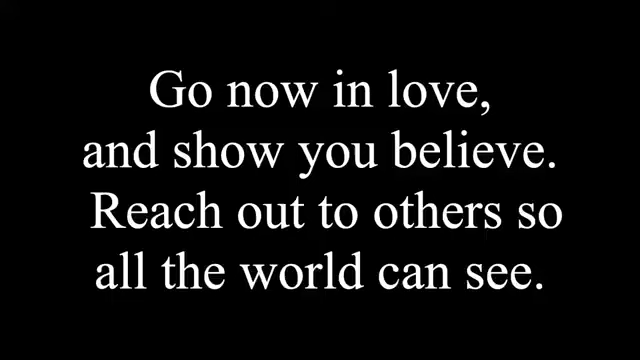 Go now in love,
and show you believe.
Reach out to others so
all the world can see.